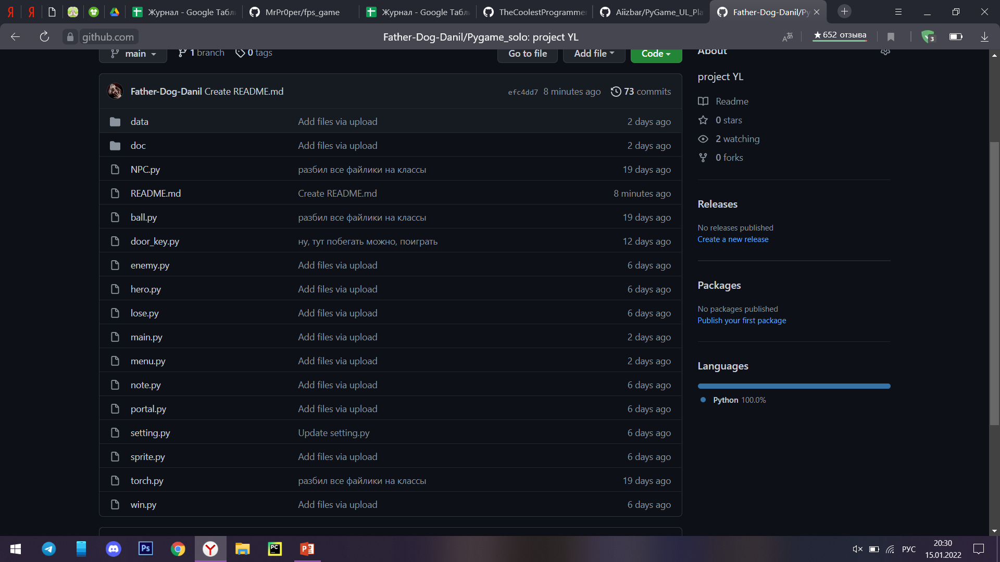 Я
Я
Журнал - Google Табл
MrPr0per/fps_game
Журнал - Google Табл
TheCoolestProgrammer
Aiizbar/PyGame_UL_Pla
Father-Dog-Danil/Py
github.com
Father-Dog-Danil/Pygame_solo: project YL
★652 отзыва
3
main
1 branch
0 tags
Go to file
Add file
Code
About
project YL
Readme
0 stars
2 watching
0 forks
Father-Dog-Danil Create README.md efc4dd7 8 minutes ago 73 commits
data Add files via upload 2 days ago
doc Add files via upload 2 days ago
NPC.py разбил все файлики на классы 19 days ago
README.md Create README.md 8 minutes ago
ball.py разбил все файлики на классы 19 days ago
door_key.py ну, тут побегать можно, поиграть 12 days ago
enemy.py Add files via upload 6 days ago
hero.py Add files via upload 6 days ago
lose.py Add files via upload 6 days ago
main.py Add files via upload 2 days ago
menu.py Add files via upload 2 days ago
note.py Add files via upload 6 days ago
portal.py Add files via upload 6 days ago
setting.py Update setting.py 6 days ago
sprite.py Add files via upload 6 days ago
torch.py разбил все файлики на классы 19 days ago
win.py Add files via upload 6 days ago
Releases
No releases published
Create a new release
Packages
No packages published
Publish your first package
Languages
Python 100.0%
Ps
Y
PC
P
РУС
20:30
15.01.2022